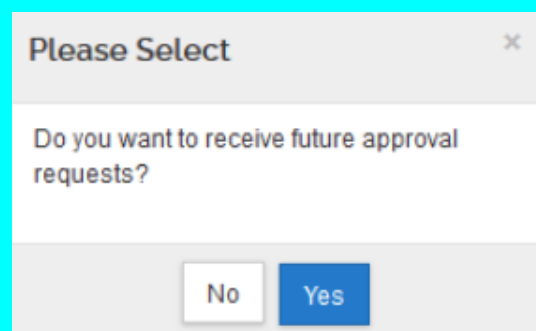 Please Select ×
Do you want to receive future approval
requests?
No Yes